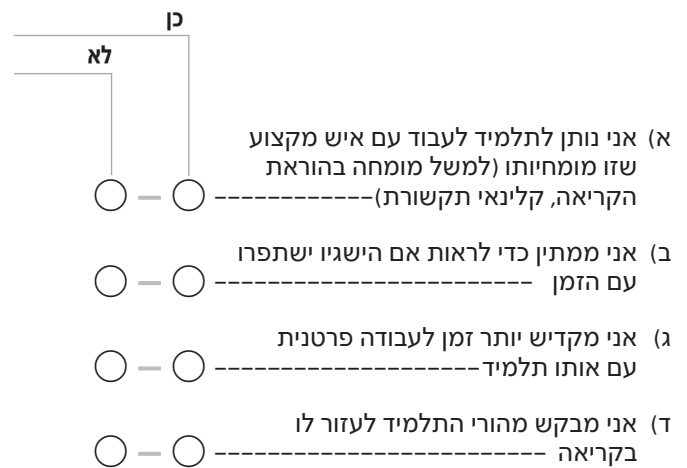 כן
לא
א) אני נותן לתלמיד לעבוד עם איש מקצוע
שזו מומחיותו (למשל מומחה בהוראת
הקריאה, קלינאי תקשורת)
ב) אני ממתין כדי לראות אם הישגיו ישתפרו
עם הזמן
ג) אני מקדיש יותר זמן לעבודה פרטנית
עם אותו תלמיד
ד) אני מבקש מהורי התלמיד לעזור לו
בקריאה